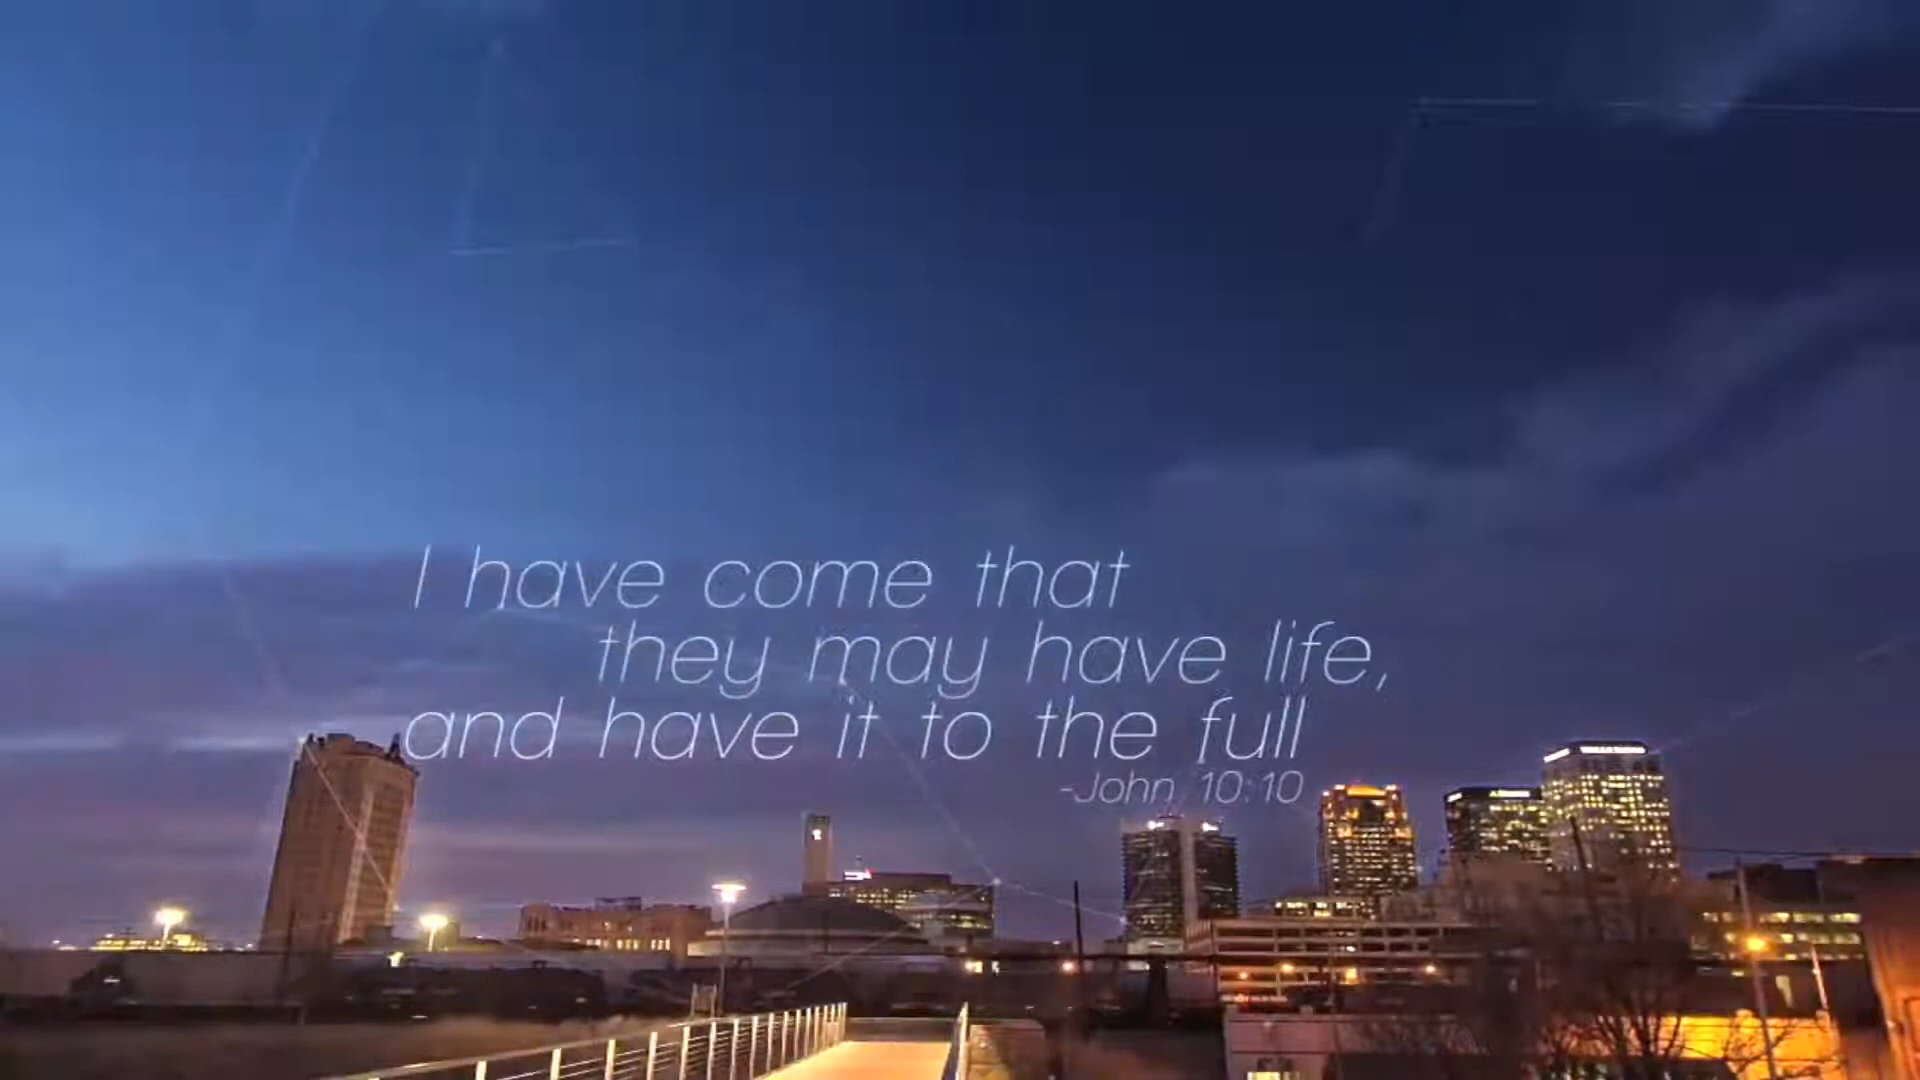 I have come that
they may have life,
and have it to the full
-John 10:10